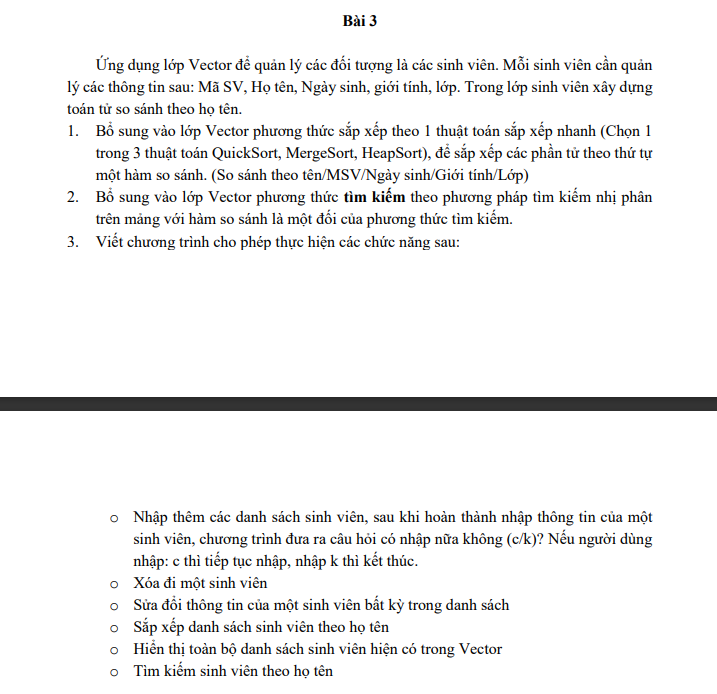 Bài 3
Ứng dụng lớp Vector để quản lý các đối tượng là các sinh viên. Mỗi sinh viên cần quản
lý các thông tin sau: Mã SV, Họ tên, Ngày sinh, giới tính, lớp. Trong lớp sinh viên xây dựng
toán tử so sánh theo họ tên.
1. Bổ sung vào lớp Vector phương thức sắp xếp theo 1 thuật toán sắp xếp nhanh (Chọn 1
trong 3 thuật toán QuickSort, MergeSort, HeapSort), để sắp xếp các phần tử theo thứ tự
một hàm so sánh. (So sánh theo tên/MSV/Ngày sinh/Giới tính/Lớp)
2. Bổ sung vào lớp Vector phương thức tìm kiếm theo phương pháp tìm kiếm nhị phân
trên mảng với hàm so sánh là một đối của phương thức tìm kiếm.
3. Viết chương trình cho phép thực hiện các chức năng sau:
o Nhập thêm các danh sách sinh viên, sau khi hoàn thành nhập thông tin của một
sinh viên, chương trình đưa ra câu hỏi có nhập nữa không (c/k)? Nếu người dùng
nhập: c thì tiếp tục nhập, nhập k thì kết thúc.
o Xóa đi một sinh viên
o Sửa đổi thông tin của một sinh viên bất kỳ trong danh sách
o Sắp xếp danh sách sinh viên theo họ tên
o Hiển thị toàn bộ danh sách sinh viên hiện có trong Vector
o Tìm kiếm sinh viên theo họ tên